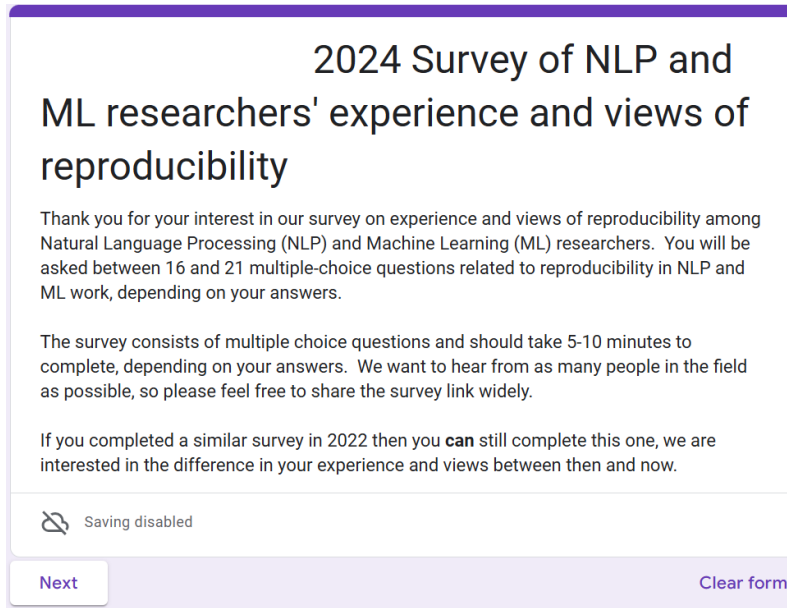 2024 Survey of NLP and
ML researchers' experience and views of
reproducibility
Thank you for your interest in our survey on experience and views of reproducibility among
Natural Language Processing (NLP) and Machine Learning (ML) researchers.  You will be
asked between 16 and 21 multiple-choice questions related to reproducibility in NLP and
ML work, depending on your answers.
The survey consists of multiple choice questions and should take 5-10 minutes to
complete, depending on your answers.  We want to hear from as many people in the field
as possible, so please feel free to share the survey link widely.
If you completed a similar survey in 2022 then you can still complete this one, we are
interested in the difference in your experience and views between then and now.
Saving disabled
Next
Clear form